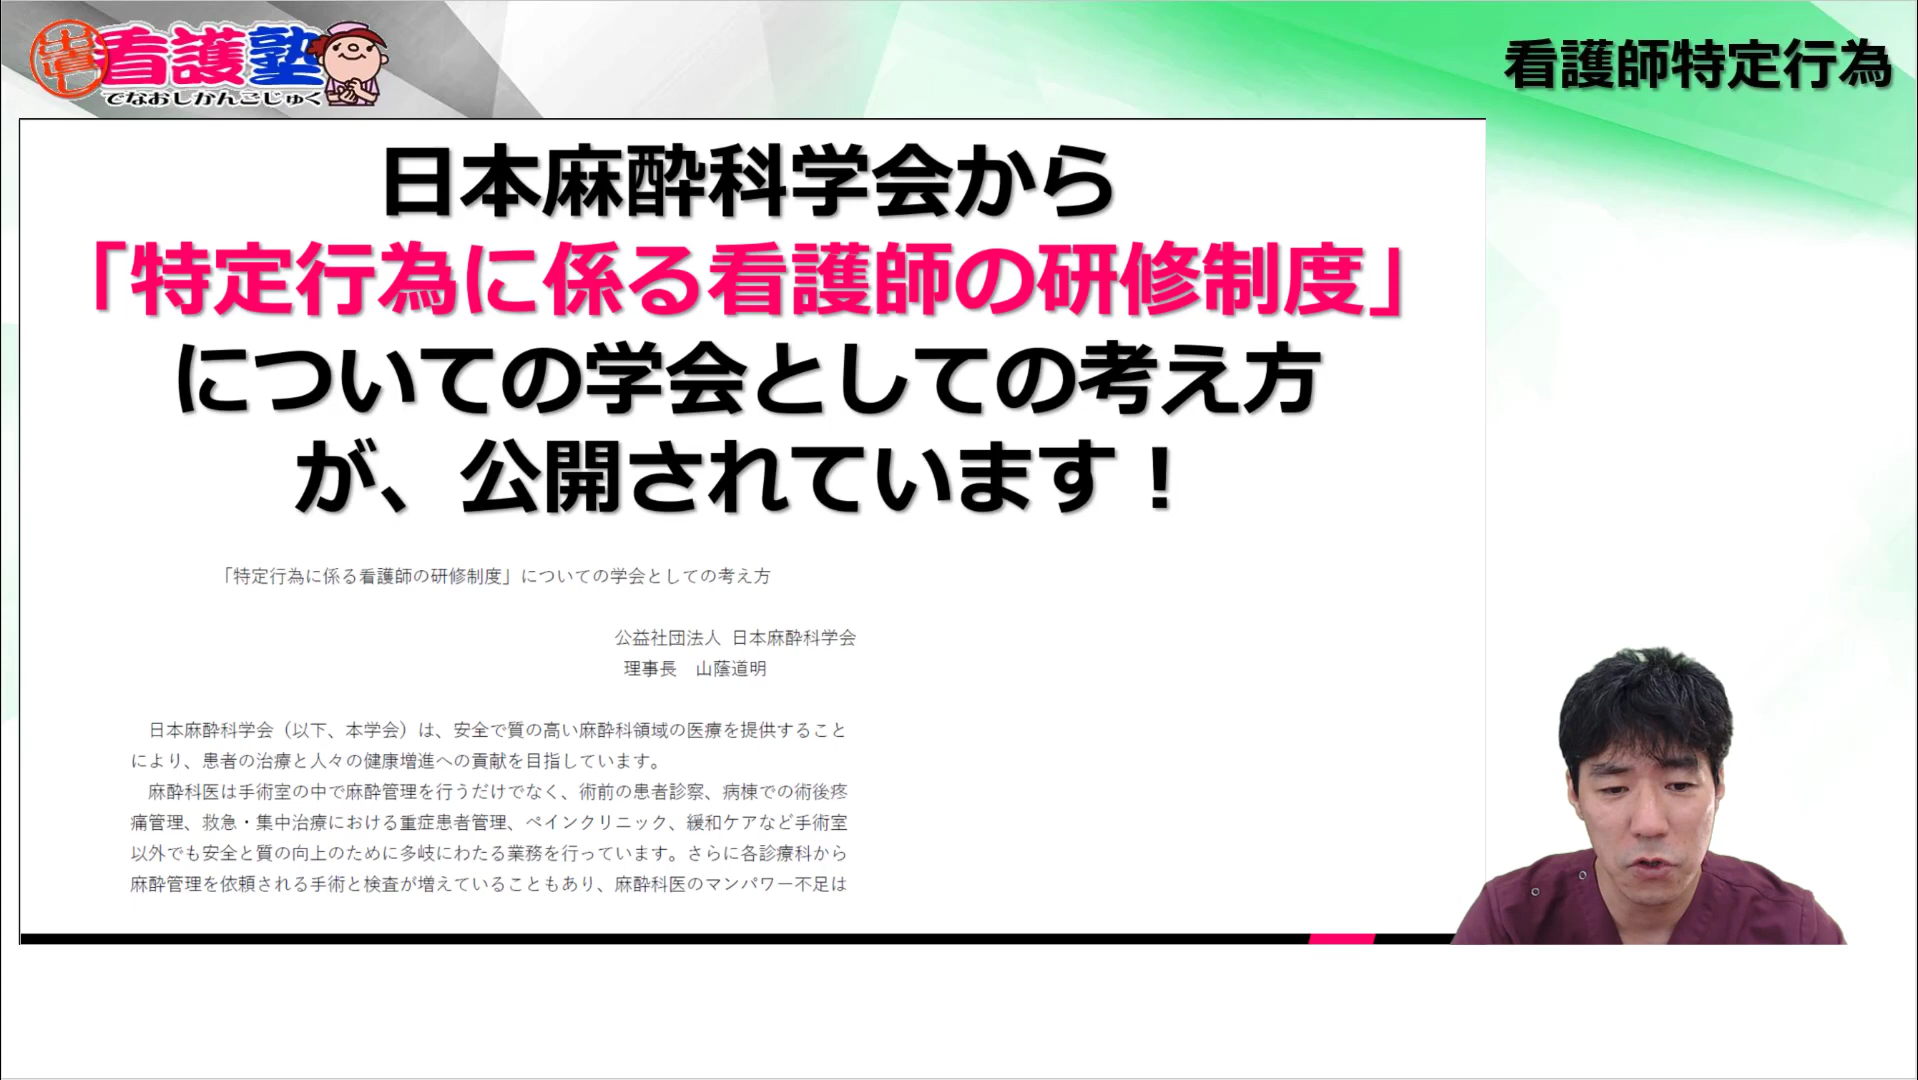 出直看護塾
でなおしかんごじゅく
看護師特定行為
日本麻酔科学会から
「特定行為に係る看護師の研修制度」
についての学会としての考え方
が、公開されています！
「特定行為に係る看護師の研修制度」についての学会としての考え方
公益社団法人 日本麻酔科学会
理事長　山蔭道明
日本麻酔科学会（以下、本学会）は、安全で質の高い麻酔科領域の医療を提供すること
により、患者の治療と人々の健康増進への貢献を目指しています。
麻酔科医は手術室の中で麻酔管理を行うだけでなく、術前の患者診察、病棟での術後疼
痛管理、救急・集中治療における重症患者管理、ペインクリニック、緩和ケアなど手術室
以外でも安全と質の向上のために多岐にわたる業務を行っています。さらに各診療科から
麻酔管理を依頼される手術と検査が増えていることもあり、麻酔科医のマンパワー不足は